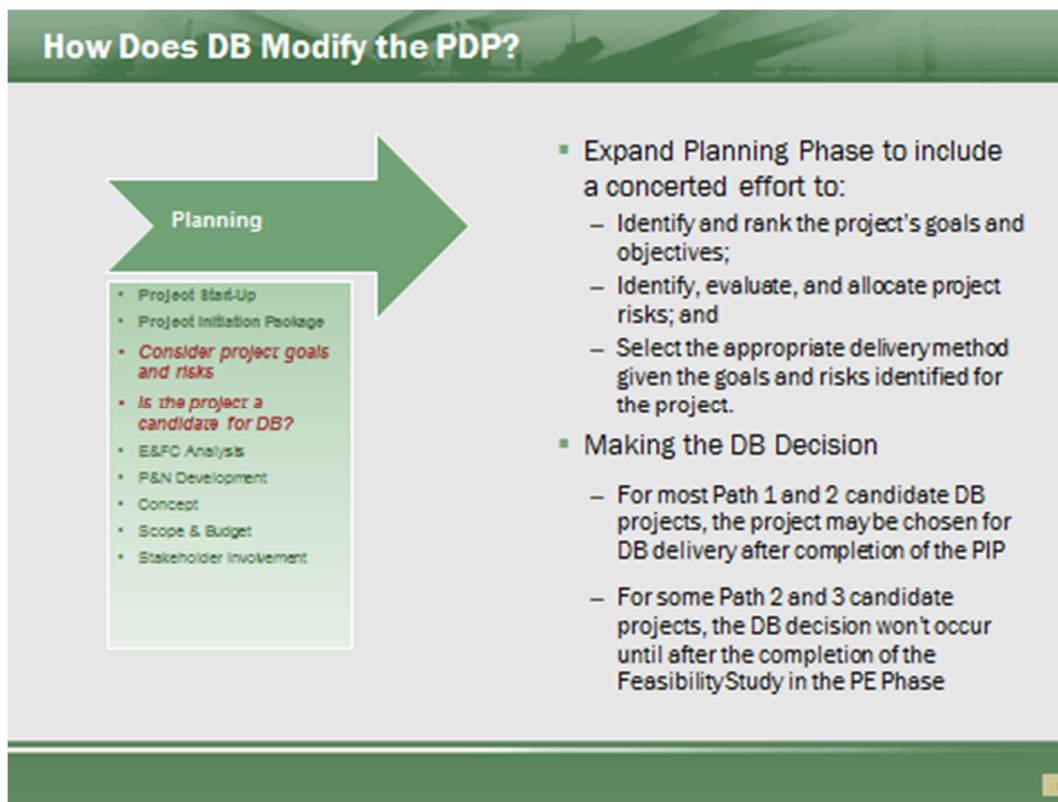 How Does DB Modify the PDP?
Planning
• Project Start-Up
• Project Initiation Package
• Consider project goals
and risks
• Is the project a
candidate for DB?
• E&FC Analysis
• P&N Development
• Concept
• Scope & Budget
• Stakeholder Involvement
▪ Expand Planning Phase to include
a concerted effort to:
– Identify and rank the project's goals and
objectives;
– Identify, evaluate, and allocate project
risks; and
– Select the appropriate delivery method
given the goals and risks identified for
the project.
▪ Making the DB Decision
– For most Path 1 and 2 candidate DB
projects, the project may be chosen for
DB delivery after completion of the PIP
– For some Path 2 and 3 candidate
projects, the DB decision won't occur
until after the completion of the
Feasibility Study in the PE Phase